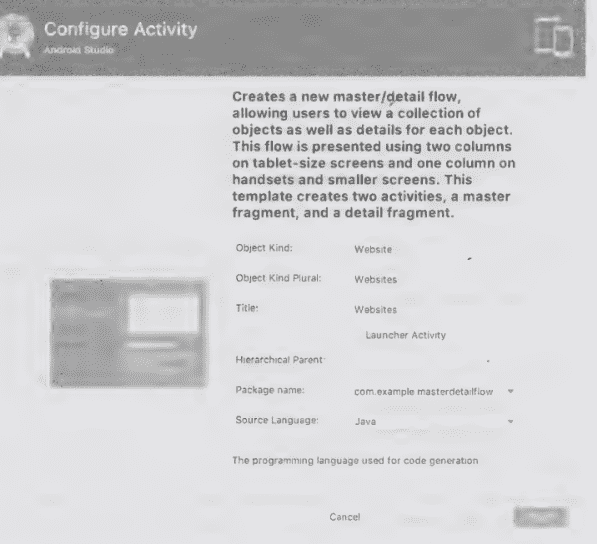 Configure Activity
Android Studio
Creates a new master/detail flow,
allowing users to view a collection of
objects as well as details for each object.
This flow is presented using two columns
on tablet-size screens and one column on
handsets and smaller screens. This
template creates two activities, a master
fragment, and a detail fragment.
Object Kind: Website
Object Kind Plural: Websites
Title: Websites
Launcher Activity
Hierarchical Parent
Package name: com.example masterdetailflow
Source Language: Java
The programming language used for code generation
Cancel